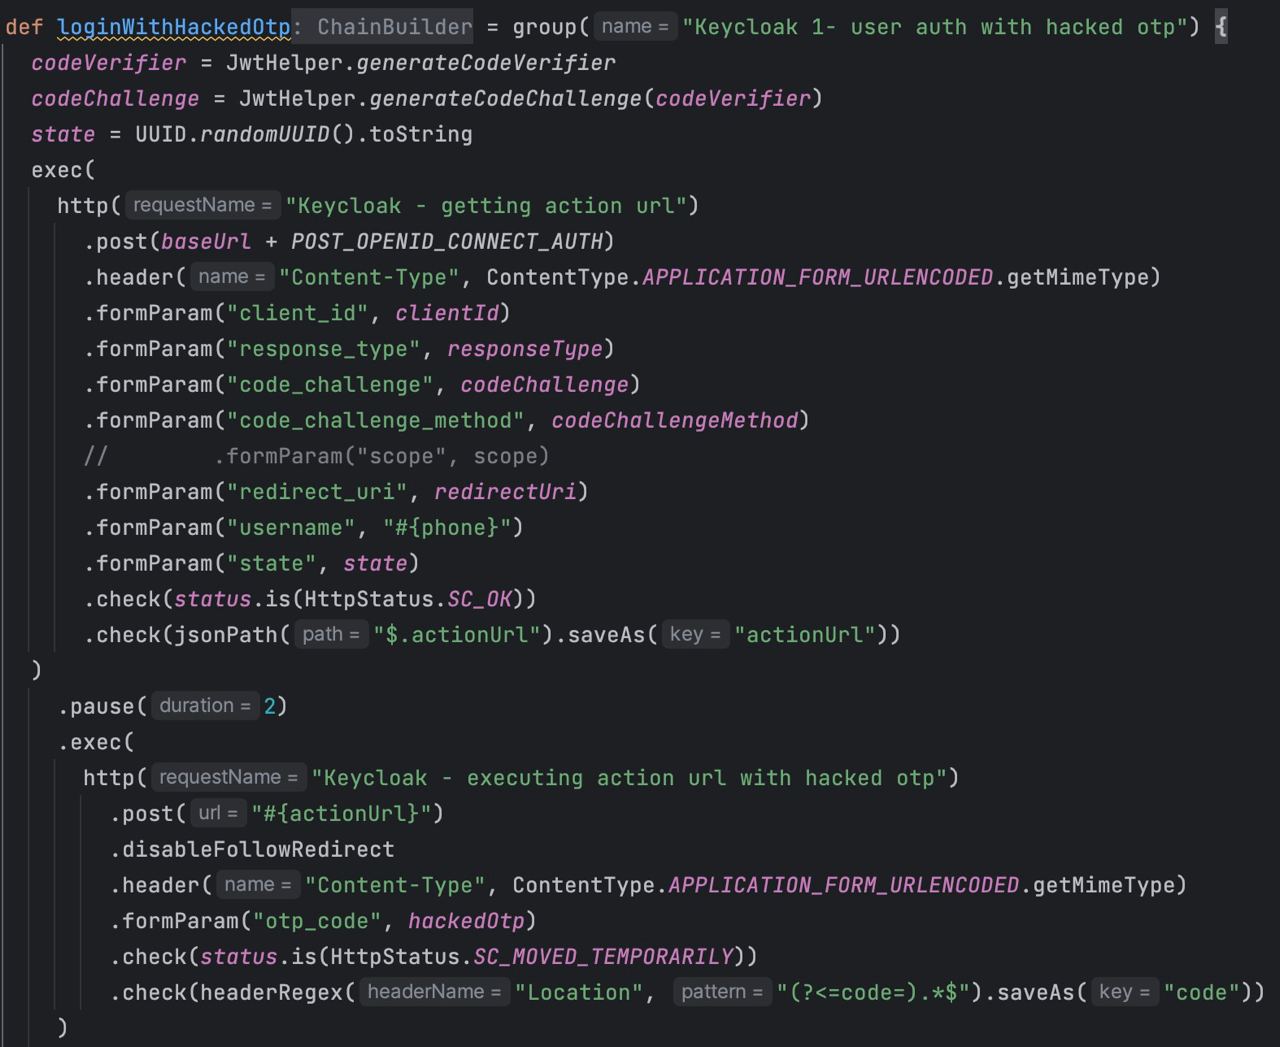 def loginWithHackedOtp: ChainBuilder = group( name = "Keycloak 1- user auth with hacked otp") {
codeVerifier = JwtHelper.generateCodeVerifier
codeChallenge = JwtHelper.generateCodeChallenge(codeVerifier)
state = UUID.randomUUID().toString
exec(
http( requestName = "Keycloak - getting action url")
.post(baseUrl + POST_OPENID_CONNECT_AUTH)
.header( name = "Content-Type", ContentType.APPLICATION_FORM_URLENCODED.getMimeType)
.formParam("client_id", clientId)
.formParam("response_type", responseType)
.formParam("code_challenge", codeChallenge)
.formParam("code_challenge_method", codeChallengeMethod)
//        .formParam("scope", scope)
.formParam("redirect_uri", redirectUri)
.formParam("username", "#{phone}")
.formParam("state", state)
.check(status.is(HttpStatus.SC_OK))
.check(jsonPath( path = "$.actionUrl").saveAs( key = "actionUrl"))
)
.pause( duration = 2)
.exec(
http( requestName = "Keycloak - executing action url with hacked otp")
.post( url = "#{actionUrl}")
.disableFollowRedirect
.header( name = "Content-Type", ContentType.APPLICATION_FORM_URLENCODED.getMimeType)
.formParam("otp_code", hackedOtp)
.check(status.is(HttpStatus.SC_MOVED_TEMPORARILY))
.check(headerRegex( headerName = "Location", pattern = "(?<=code=).*$").saveAs( key = "code"))
)